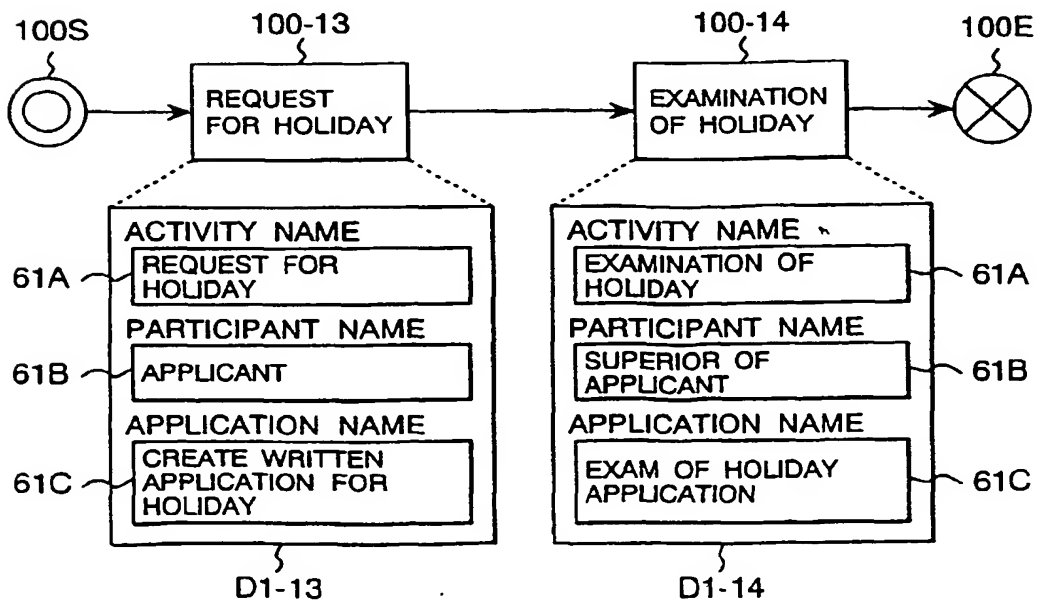 100S
100-13
100-14
100E
REQUEST
FOR HOLIDAY
EXAMINATION
OF HOLIDAY
ACTIVITY NAME
61A
REQUEST FOR
HOLIDAY
PARTICIPANT NAME
61B
APPLICANT
APPLICATION NAME
61C
CREATE WRITTEN
APPLICATION FOR
HOLIDAY
D1-13
ACTIVITY NAME
EXAMINATION OF
HOLIDAY
61A
PARTICIPANT NAME
SUPERIOR OF
APPLICANT
61B
APPLICATION NAME
EXAM OF HOLIDAY
APPLICATION
61C
D1-14